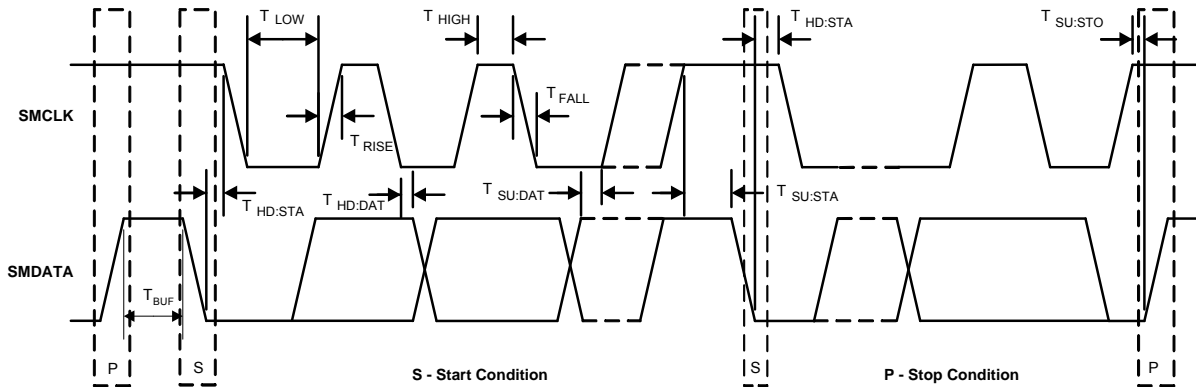 T LOW
T HIGH
T HD:STA
T SU:STO
SMCLK
T FALL
T RISE
T HD:STA
T HD:DAT
T SU:DAT
T SU:STA
SMDATA
T BUF
P
S
S - Start Condition
S
P - Stop Condition
P